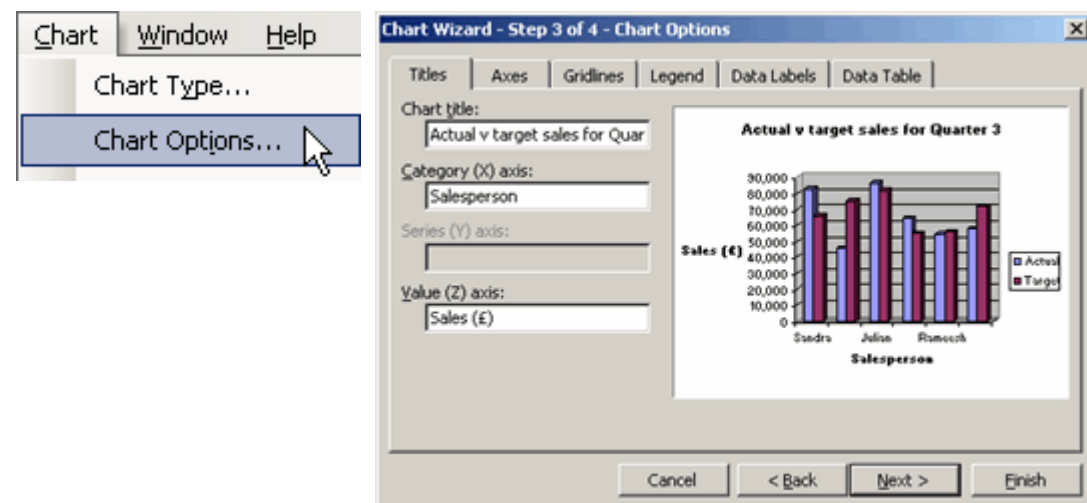 Chart Window Help
Chart Type...
Chart Options...
Chart Wizard - Step 3 of 4 - Chart Options
Titles Axes Gridlines Legend Data Labels Data Table
Chart title:
Actual v target sales for Quar
Category (X) axis:
Salesperson
Series (Y) axis:
Value (Z) axis:
Sales (£)
Actual v target sales for Quarter 3
90,000
80,000
70,000
60,000
50,000
Sales (£)
40,000
30,000
20,000
10,000
0
Actual
Target
Sandra Julian Rameesh
Salesperson
Cancel < Back Next > Finish